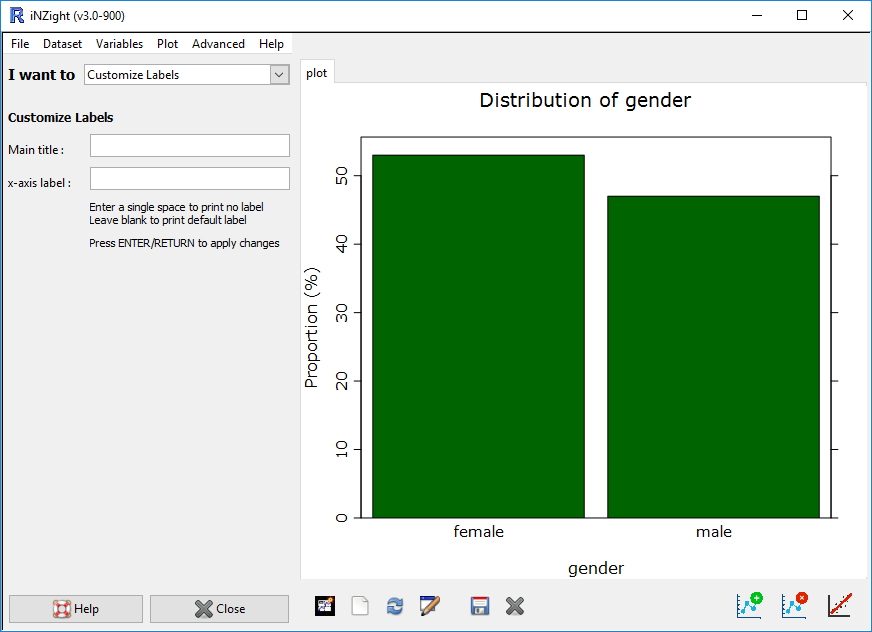 iNZight (v3.0-900)
File Dataset Variables Plot Advanced Help
I want to Customize Labels
Customize Labels
Main title :
x-axis label :
Enter a single space to print no label
Leave blank to print default label
Press ENTER/RETURN to apply changes
Help Close
plot
Distribution of gender
Proportion (%)
50
40
30
20
10
0
female male
gender